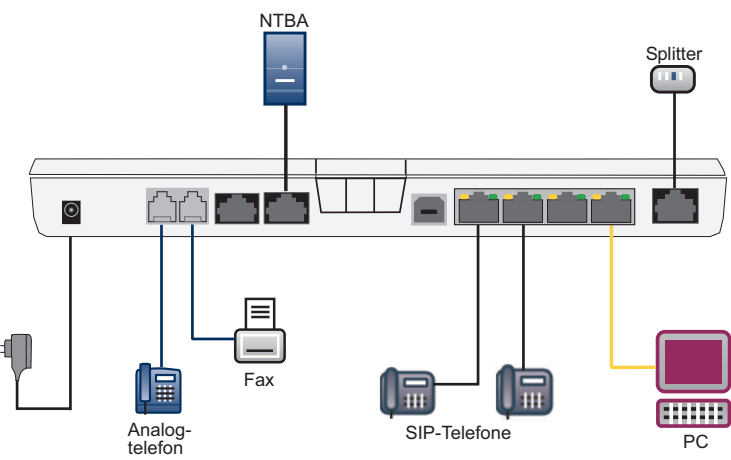 NTBA
Splitter
Fax
Analog-
telefon
SIP-Telefone
PC